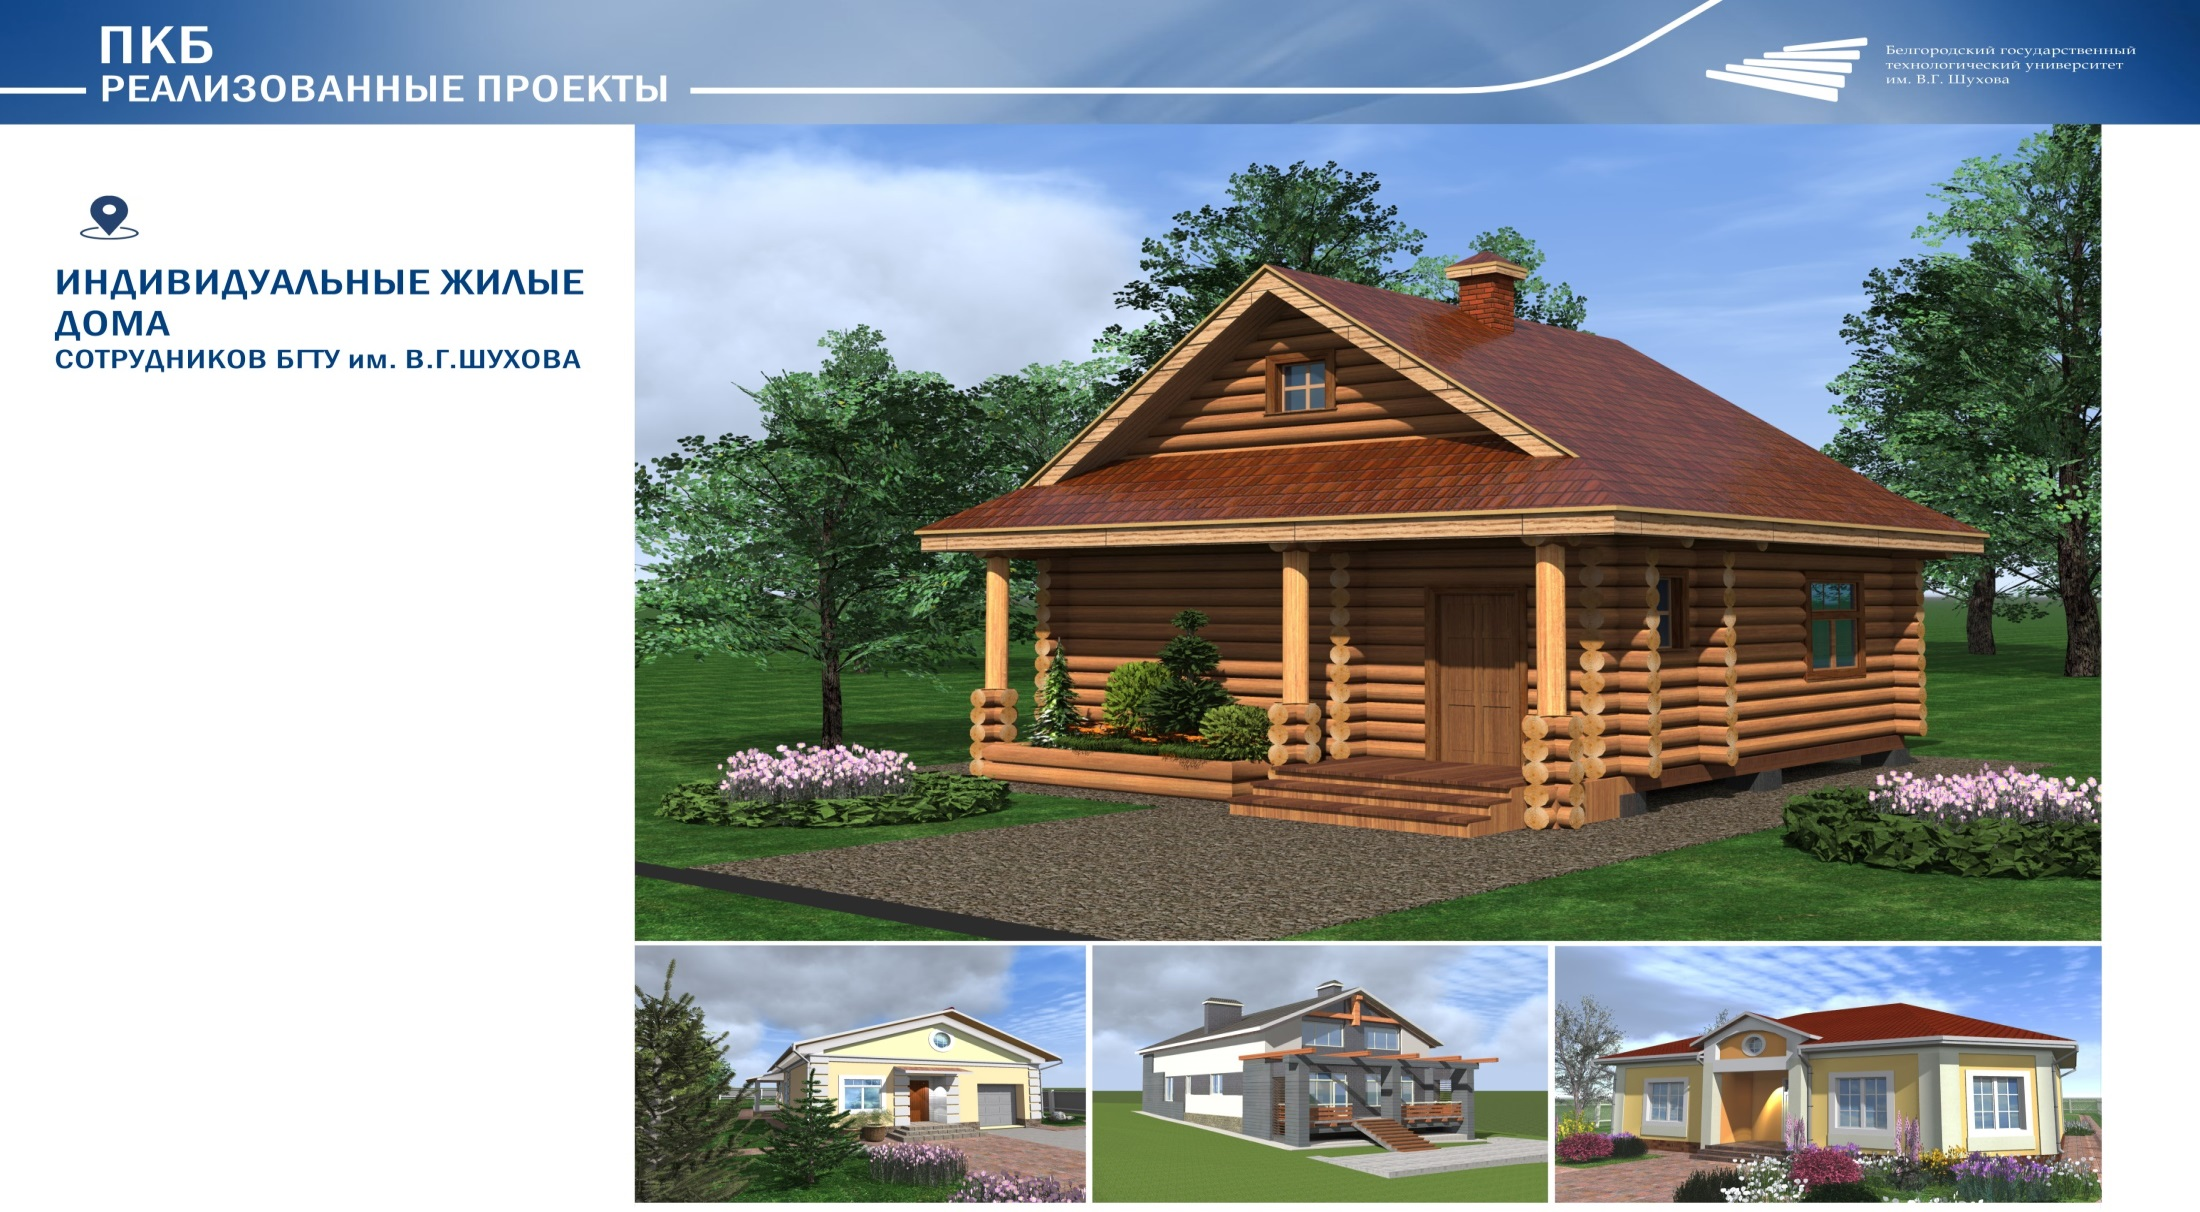 ПКБ
РЕАЛИЗОВАННЫЕ ПРОЕКТЫ
Белгородский государственный
технологический университет
им. В.Г. Шухова
ИНДИВИДУАЛЬНЫЕ ЖИЛЫЕ
ДОМА
СОТРУДНИКОВ БГТУ им. В.Г.ШУХОВА